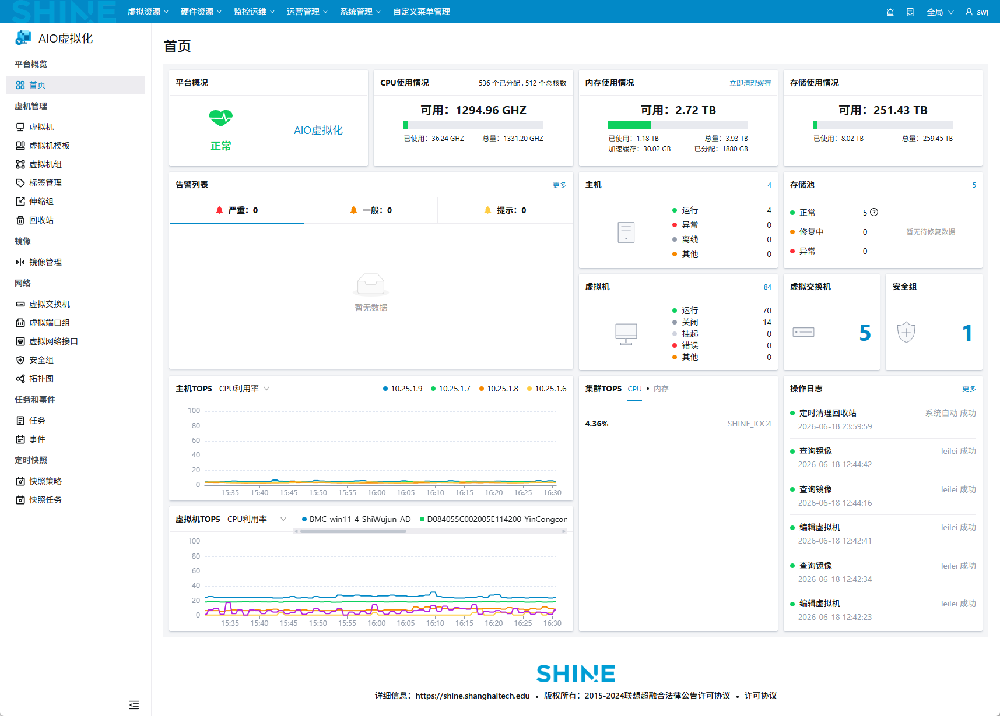 SHINE
虚拟资源 硬件资源 监控运维 运营管理 系统管理 自定义菜单管理 全局 swj
AIO虚拟化
平台概览
首页
虚机管理
虚拟机
虚拟机模板
虚拟机组
标签管理
伸缩组
回收站
镜像
镜像管理
网络
虚拟交换机
虚拟端口组
虚拟网络接口
安全组
拓扑图
任务和事件
任务
事件
定时快照
快照策略
快照任务
首页
平台概况
正常
AIO虚拟化
CPU使用情况 536 个已分配 . 512 个总核数
可用：1294.96 GHZ
已使用：36.24 GHZ 总量：1331.20 GHZ
内存使用情况 立即清理缓存
可用：2.72 TB
已使用：1.18 TB 总量：3.93 TB
加速缓存：30.02 GB 已分配：1880 GB
存储使用情况
可用：251.43 TB
已使用：8.02 TB 总量：259.45 TB
告警列表 更多
严重：0 一般：0 提示：0
暂无数据
主机 4
运行 4
异常 0
离线 0
其他 0
存储池 5
正常 5
修复中 0
异常 0
暂无待修复数据
虚拟机 84
运行 70
关闭 14
挂起 0
错误 0
其他 0
虚拟交换机
5
安全组
1
主机TOP5 CPU利用率 10.25.1.9 10.25.1.7 10.25.1.8 10.25.1.6
100
80
60
40
20
0
15:35 15:40 15:45 15:50 15:55 16:00 16:05 16:10 16:15 16:20 16:25 16:30
虚拟机TOP5 CPU利用率 BMC-win11-4-ShiWujun-AD D084055C002005E114200-YinCongcor
100
80
60
40
20
0
15:35 15:40 15:45 15:50 15:55 16:00 16:05 16:10 16:15 16:20 16:25 16:30
集群TOP5 CPU • 内存
4.36% SHINE_IOC4
操作日志 更多
定时清理回收站 系统自动 成功
2026-06-18 23:59:59
查询镜像 leilei 成功
2026-06-18 12:44:42
查询镜像 leilei 成功
2026-06-18 12:44:16
编辑虚拟机 leilei 成功
2026-06-18 12:42:41
查询镜像 leilei 成功
2026-06-18 12:42:34
编辑虚拟机 leilei 成功
2026-06-18 12:42:23
SHINE
详细信息：https://shine.shanghaitech.edu • 版权所有：2015-2024联想超融合法律公告许可协议 • 许可协议